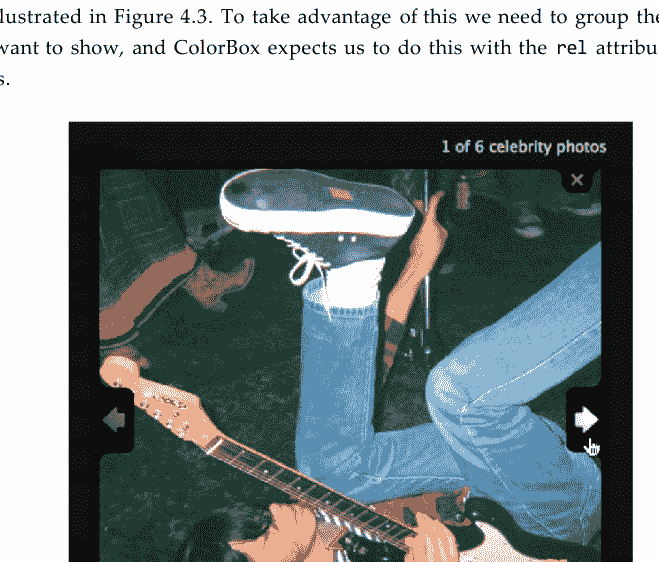 lustrated in Figure 4.3. To take advantage of this we need to group the
want to show, and ColorBox expects us to do this with the rel attribu
s.
1 of 6 celebrity photos